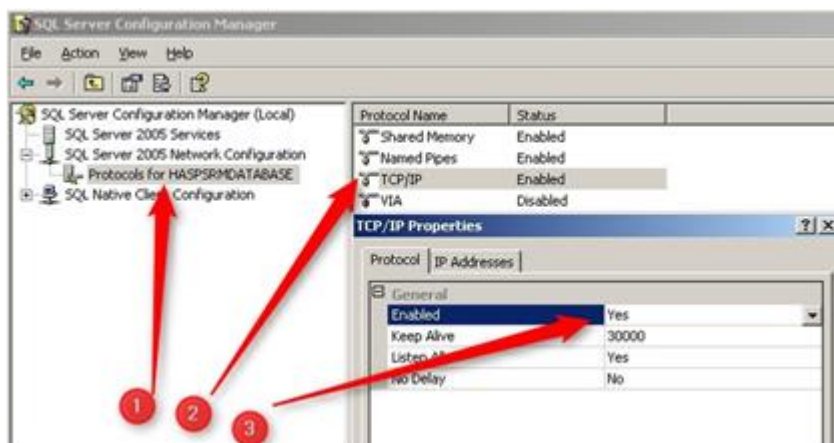 SQL Server Configuration Manager
File Action View Help
SQL Server Configuration Manager (Local)
SQL Server 2005 Services
SQL Server 2005 Network Configuration
Protocols for HASPSRMDATABASE
SQL Native Client Configuration
Protocol Name Status
Shared Memory Enabled
Named Pipes Enabled
TCP/IP Enabled
VIA Disabled
TCP/IP Properties
Protocol IP Addresses
General
Enabled Yes
Keep Alive 30000
Listen Yes
No Delay No
1
2
3